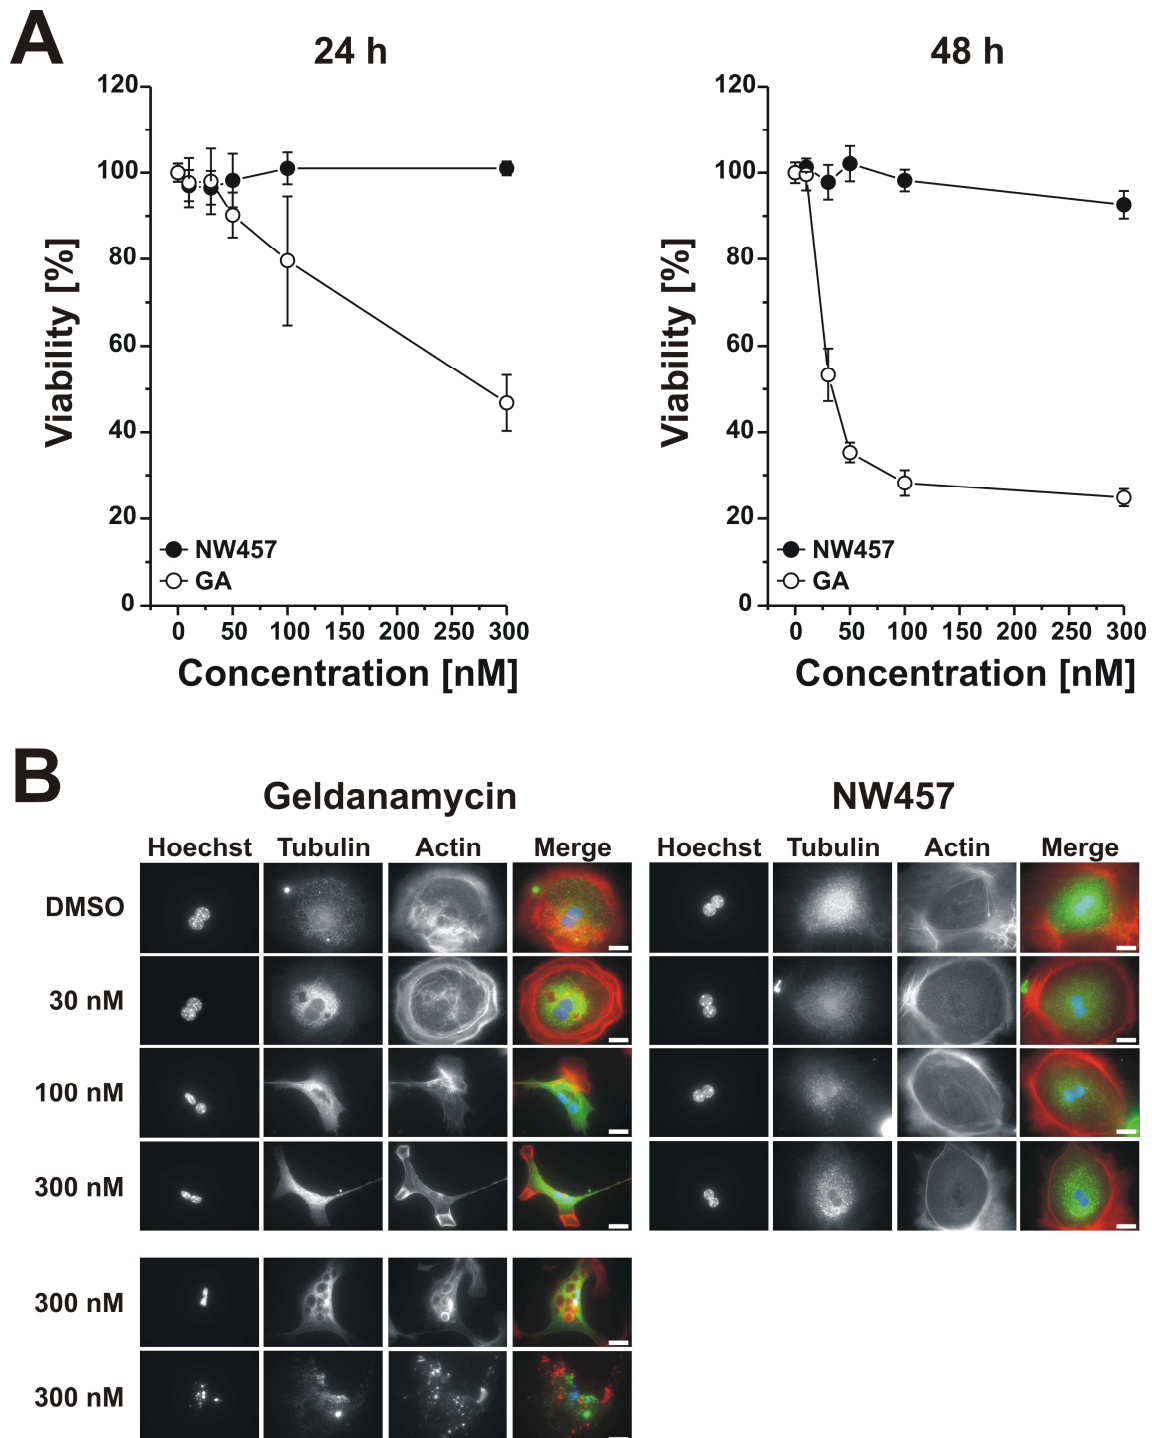 A
24 h
48 h
120
100
80
60
40
20
0
Viability [%]
NW457
GA
0 50 100 150 200 250 300
Concentration [nM]
120
100
80
60
40
20
0
Viability [%]
NW457
GA
0 50 100 150 200 250 300
Concentration [nM]
B
Geldanamycin
NW457
Hoechst Tubulin Actin Merge
Hoechst Tubulin Actin Merge
DMSO
30 nM
100 nM
300 nM
300 nM
300 nM